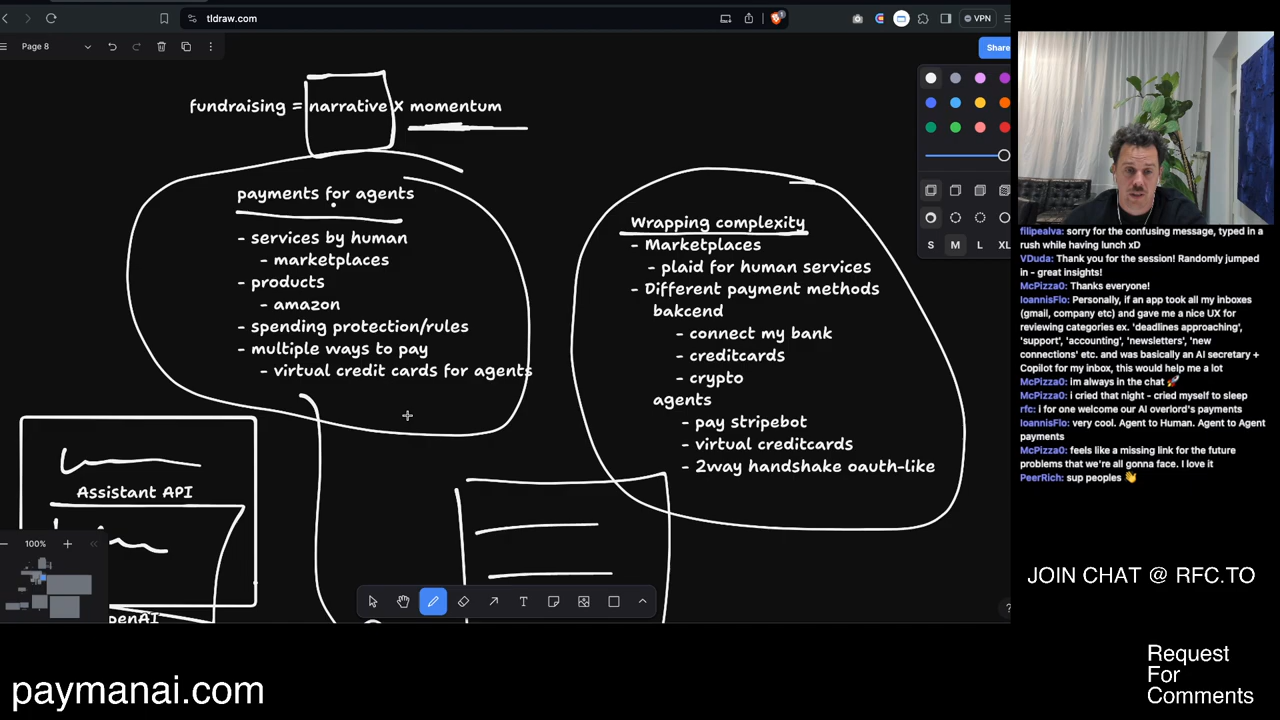 tldraw.com
VPN
Page 8
Share
fundraising = narrative x momentum
payments for agents
- services by human
- marketplaces
- products
- amazon
- spending protection/rules
- multiple ways to pay
- virtual credit cards for agents
Wrapping complexity
- Marketplaces
- plaid for human services
- Different payment methods
bakcend
- connect my bank
- creditcards
- crypto
agents
- pay stripebot
- virtual creditcards
- 2way handshake oauth-like
Assistant API
100%
S M L XL
filipealva: sorry for the confusing message, typed in a
rush while having lunch xD
VDuda: Thank you for the session! Randomly jumped
in - great insights!
McPizza0: Thanks everyone!
IoannisFlo: Personally, if an app took all my inboxes
(gmail, company etc) and gave me a nice UX for
reviewing categories ex. 'deadlines approaching',
'support', 'accounting', 'newsletters', 'new
connections' etc. and was basically an AI secretary +
Copilot for my inbox, this would help me a lot
McPizza0: im always in the chat 🚀
McPizza0: i cried that night - cried myself to sleep
rfc: i for one welcome our AI overlord's payments
IoannisFlo: very cool. Agent to Human. Agent to Agent
payments
McPizza0: feels like a missing link for the future
problems that we're all gonna face. I love it
PeerRich: sup peoples 👋
JOIN CHAT @ RFC.TO
paymanai.com
Request
For
Comments